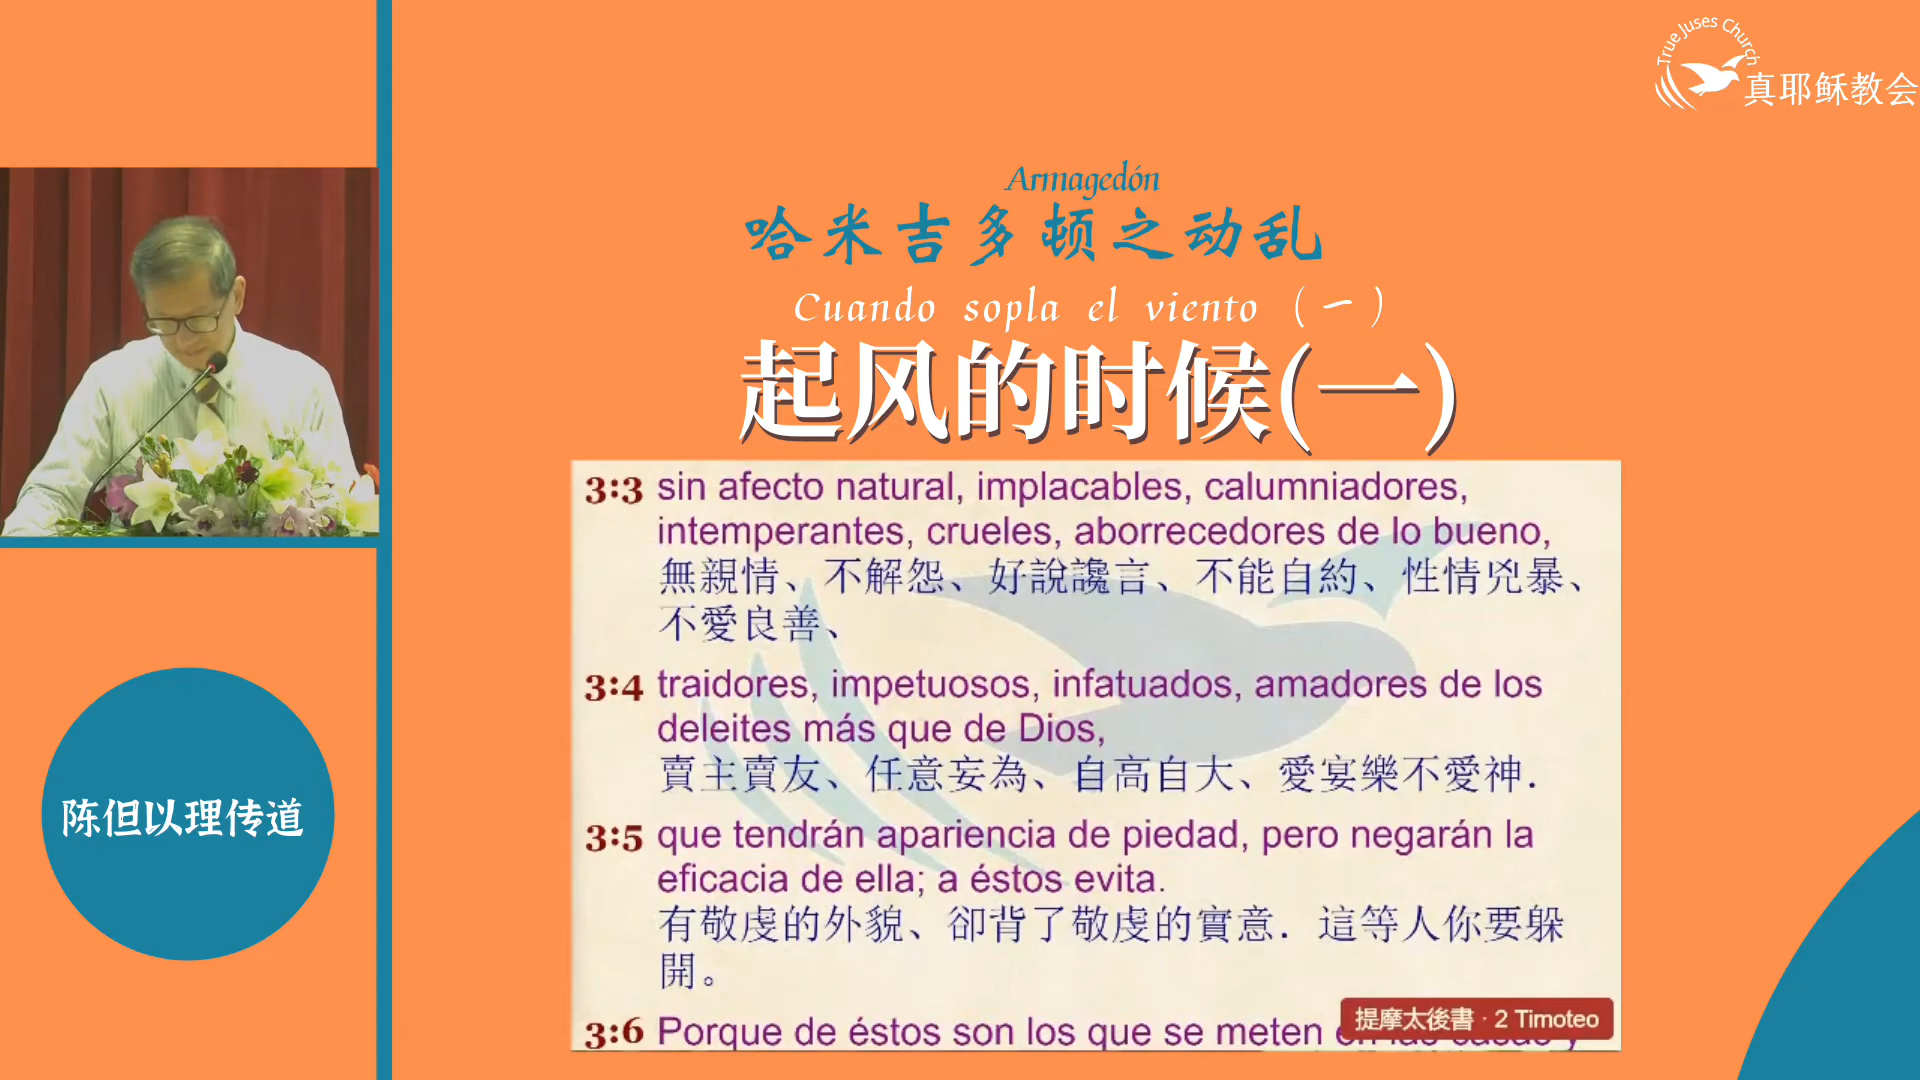 True Juses Church
真耶稣教会
Armagedón
哈米吉多顿之动乱
Cuando sopla el viento (一)
起风的时候(一)
3:3 sin afecto natural, implacables, calumniadores,
intemperantes, crueles, aborrecedores de lo bueno,
無親情、不解怨、好說讒言、不能自約、性情兇暴、
不愛良善、
3:4 traidores, impetuosos, infatuados, amadores de los
deleites más que de Dios,
賣主賣友、任意妄為、自高自大、愛宴樂不愛神．
3:5 que tendrán apariencia de piedad, pero negarán la
eficacia de ella; a éstos evita.
有敬虔的外貌、卻背了敬虔的實意．這等人你要躲
開。
3:6 Porque de éstos son los que se meten en las casas y
提摩太後書 · 2 Timoteo
陈但以理传道